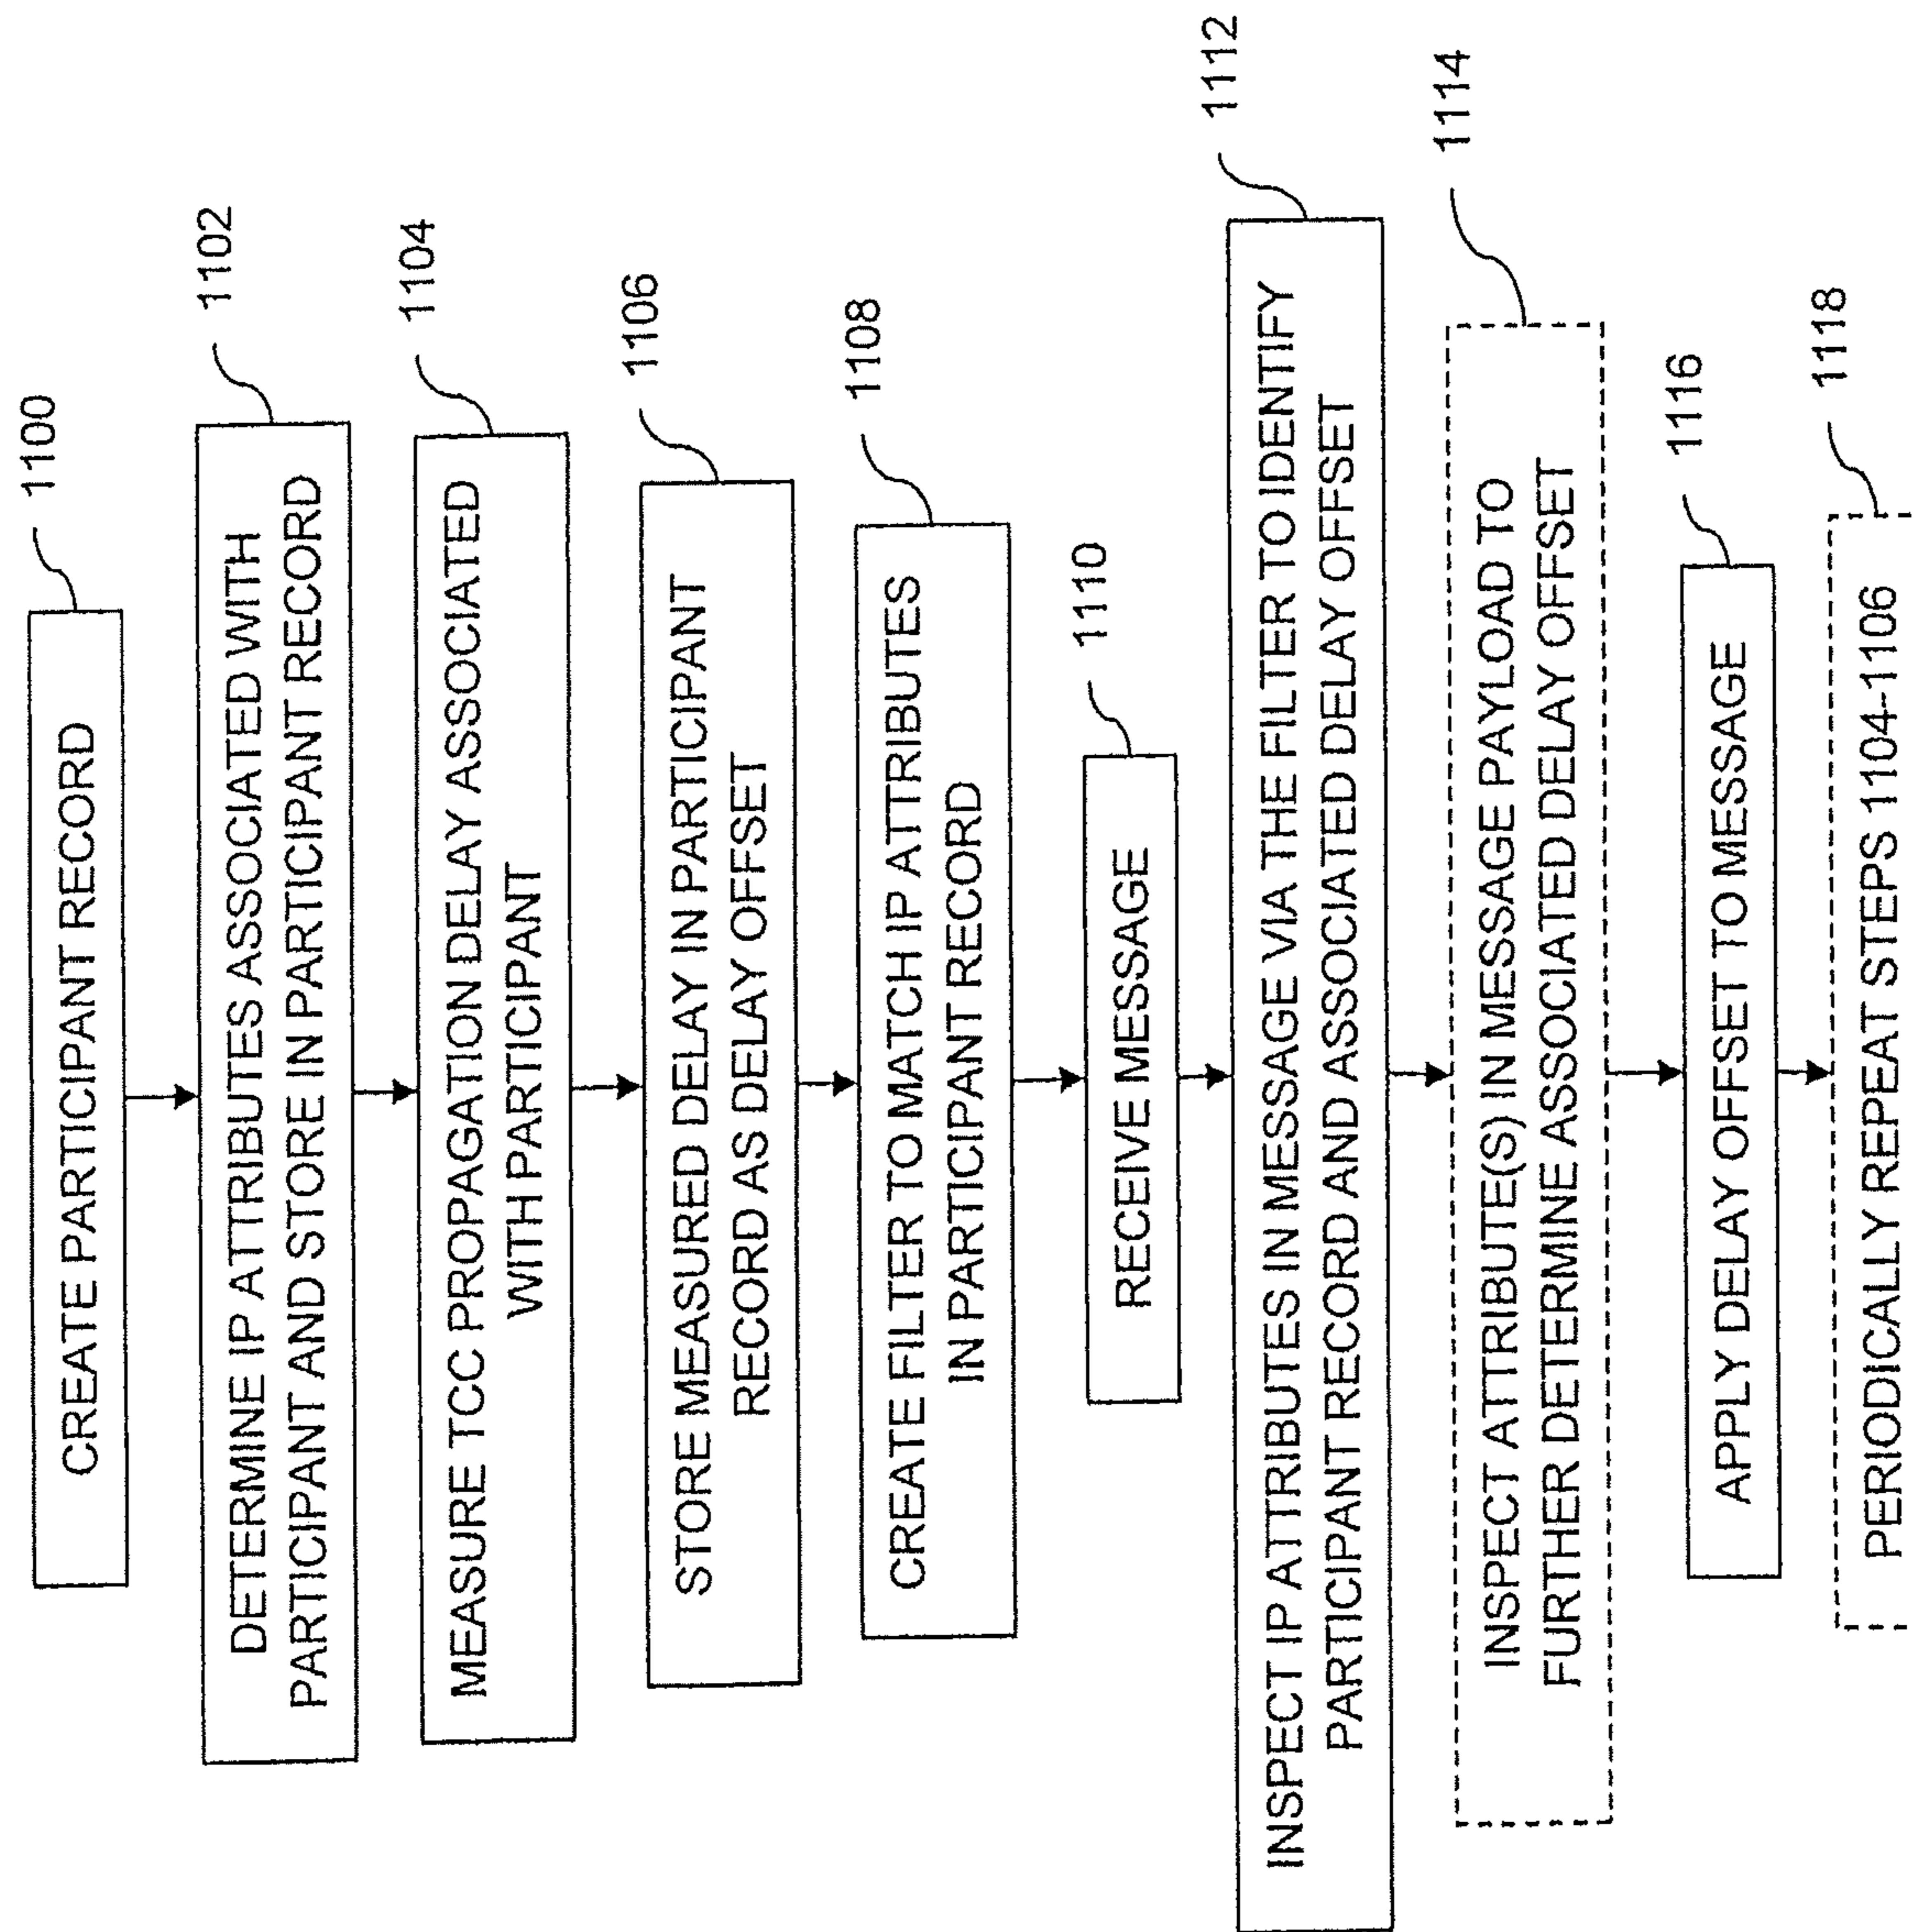 1100
CREATE PARTICIPANT RECORD
1102
DETERMINE IP ATTRIBUTES ASSOCIATED WITH
PARTICIPANT AND STORE IN PARTICIPANT RECORD
1104
MEASURE TCC PROPAGATION DELAY ASSOCIATED
WITH PARTICIPANT
1106
STORE MEASURED DELAY IN PARTICIPANT
RECORD AS DELAY OFFSET
1108
CREATE FILTER TO MATCH IP ATTRIBUTES
IN PARTICIPANT RECORD
1110
RECEIVE MESSAGE
1112
INSPECT IP ATTRIBUTES IN MESSAGE VIA THE FILTER TO IDENTIFY
PARTICIPANT RECORD AND ASSOCIATED DELAY OFFSET
1114
INSPECT ATTRIBUTE(S) IN MESSAGE PAYLOAD TO
FURTHER DETERMINE ASSOCIATED DELAY OFFSET
1116
APPLY DELAY OFFSET TO MESSAGE
1118
PERIODICALLY REPEAT STEPS 1104-1106